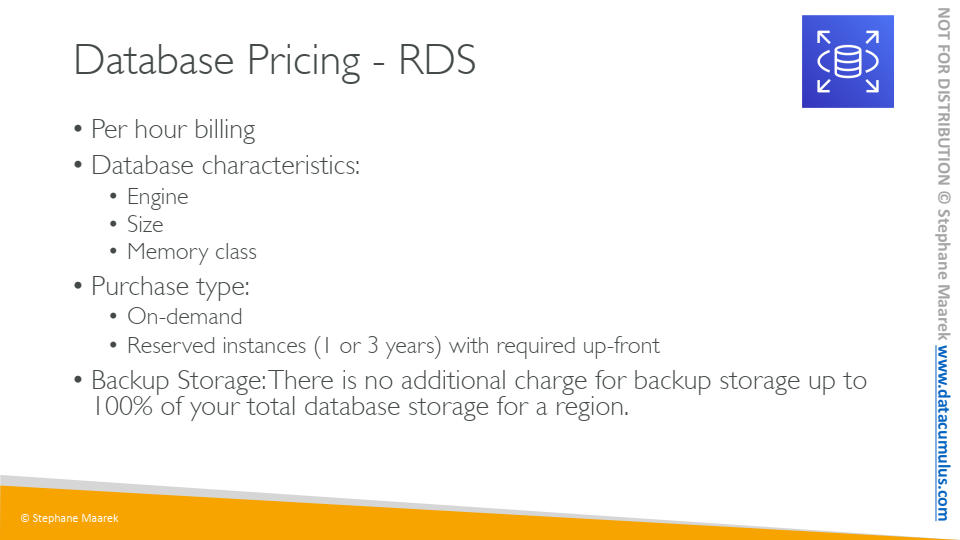 Database Pricing - RDS
• Per hour billing
• Database characteristics:
• Engine
• Size
• Memory class
• Purchase type:
• On-demand
• Reserved instances (1 or 3 years) with required up-front
• Backup Storage: There is no additional charge for backup storage up to
100% of your total database storage for a region.
© Stephane Maarek
NOT FOR DISTRIBUTION © Stephane Maarek www.datacumulus.com